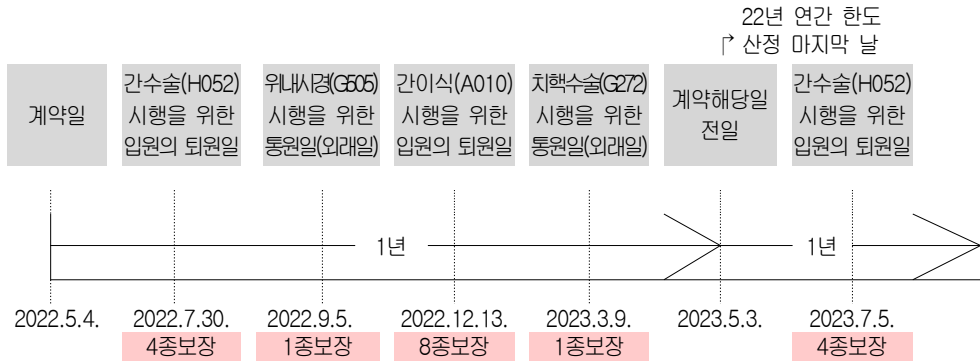 22년 연간 한도
산정 마지막 날
계약일
간수술(H052)
시행을 위한
입원의 퇴원일
위내시경(G505)
시행을 위한
통원일(외래일)
간이식(A010)
시행을 위한
입원의 퇴원일
치핵수술(G272)
시행을 위한
통원일(외래일)
계약해당일
전일
간수술(H052)
시행을 위한
입원의 퇴원일
1년
1년
2022.5.4.
2022.7.30.
2022.9.5.
2022.12.13.
2023.3.9.
2023.5.3.
2023.7.5.
4종보장
1종보장
8종보장
1종보장
4종보장